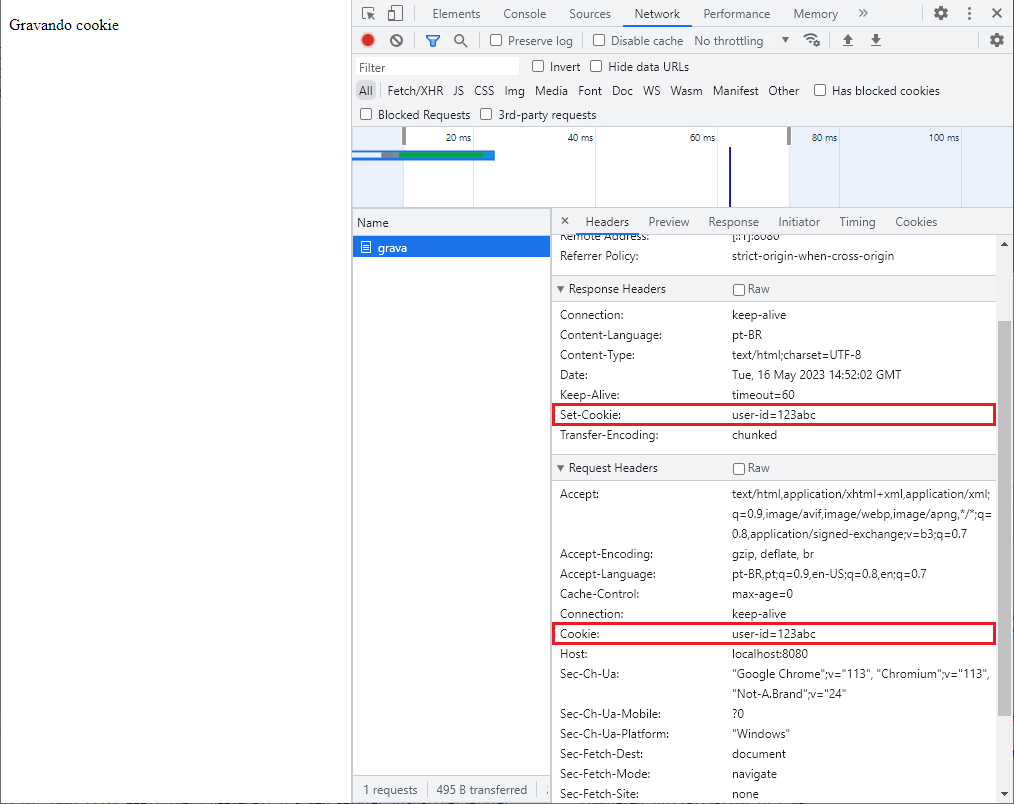 Gravando cookie
Elements Console Sources Network Performance Memory »
Preserve log Disable cache No throttling
Filter Invert Hide data URLs
All Fetch/XHR JS CSS Img Media Font Doc WS Wasm Manifest Other Has blocked cookies
Blocked Requests 3rd-party requests
20 ms 40 ms 60 ms 80 ms 100 ms
Name
grava
× Headers Preview Response Initiator Timing Cookies
Remote Address: [::1]:8080
Referrer Policy: strict-origin-when-cross-origin
Response Headers Raw
Connection: keep-alive
Content-Language: pt-BR
Content-Type: text/html;charset=UTF-8
Date: Tue, 16 May 2023 14:52:02 GMT
Keep-Alive: timeout=60
Set-Cookie: user-id=123abc
Transfer-Encoding: chunked
Request Headers Raw
Accept: text/html,application/xhtml+xml,application/xml;
q=0.9,image/avif,image/webp,image/apng,*/*;q=
0.8,application/signed-exchange;v=b3;q=0.7
Accept-Encoding: gzip, deflate, br
Accept-Language: pt-BR,pt;q=0.9,en-US;q=0.8,en;q=0.7
Cache-Control: max-age=0
Connection: keep-alive
Cookie: user-id=123abc
Host: localhost:8080
Sec-Ch-Ua: "Google Chrome";v="113", "Chromium";v="113",
"Not-A.Brand";v="24"
Sec-Ch-Ua-Mobile: ?0
Sec-Ch-Ua-Platform: "Windows"
Sec-Fetch-Dest: document
Sec-Fetch-Mode: navigate
Sec-Fetch-Site: none
1 requests 495 B transferred